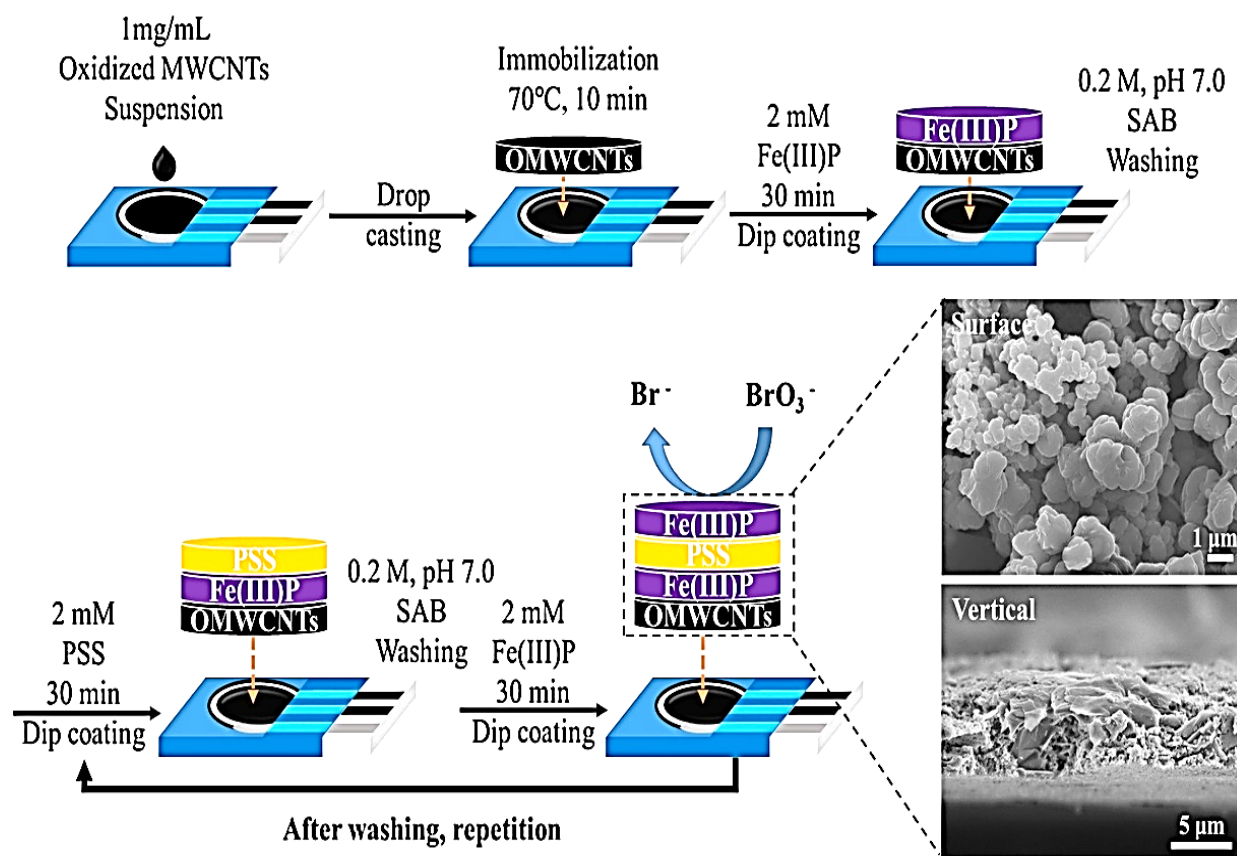 1mg/mL
Oxidized MWCNTs
Suspension
Drop
casting
Immobilization
70°C, 10 min
OMWCNTs
2 mM
Fe(III)P
30 min
Dip coating
Fe(III)P
OMWCNTs
0.2 M, pH 7.0
SAB
Washing
2 mM
PSS
30 min
Dip coating
PSS
Fe(III)P
OMWCNTs
0.2 M, pH 7.0
SAB
Washing
2 mM
Fe(III)P
30 min
Dip coating
Br⁻
BrO₃⁻
Fe(III)P
PSS
Fe(III)P
OMWCNTs
After washing, repetition
Surface
1 μm
Vertical
5 μm